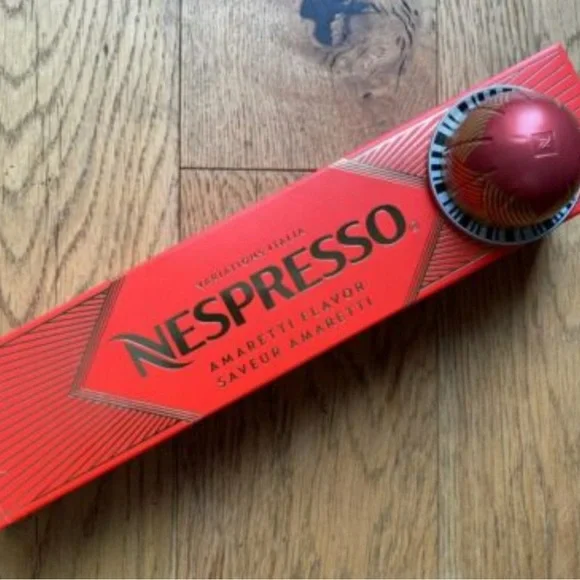 VARIATIONS ITALIA
NESPRESSO
AMARETTI FLAVOR
SAVEUR AMARETTI